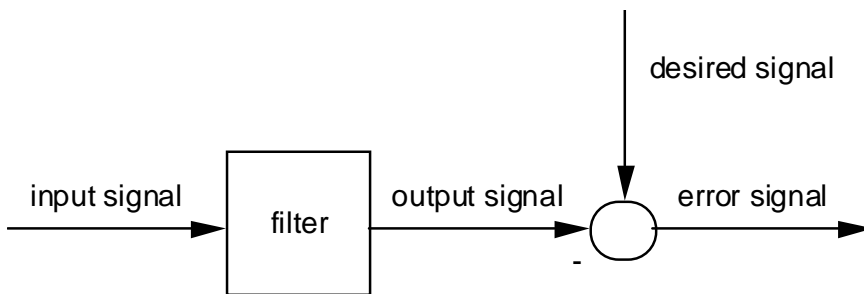 desired signal
input signal
filter
output signal
error signal
-